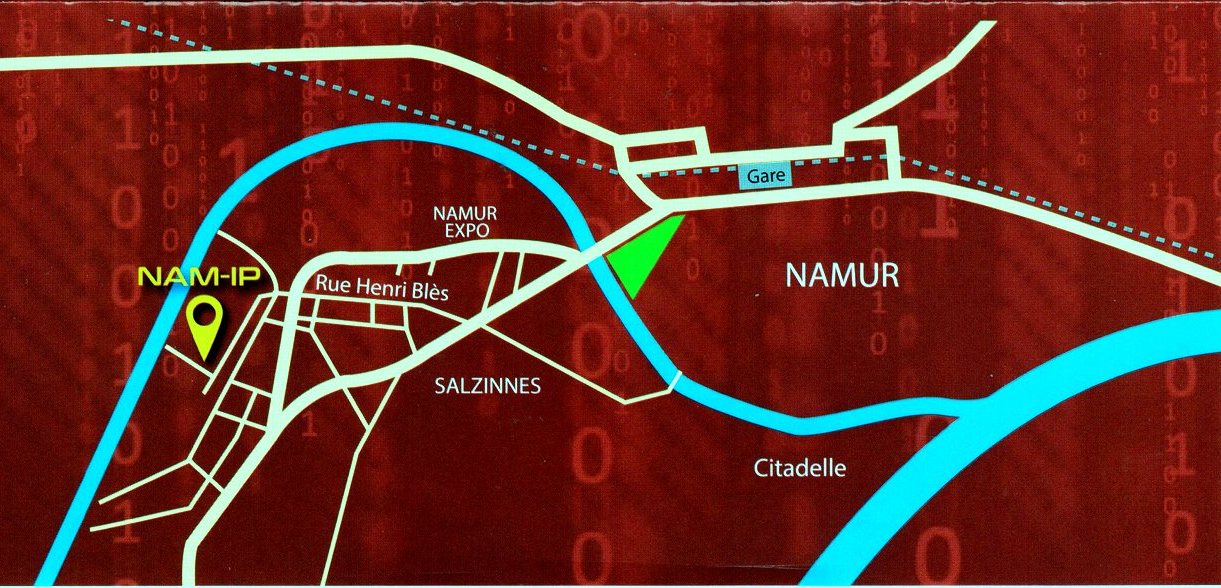 Gare
NAMUR
EXPO
NAMUR
NAM-IP
Rue Henri Blès
SALZINNES
Citadelle